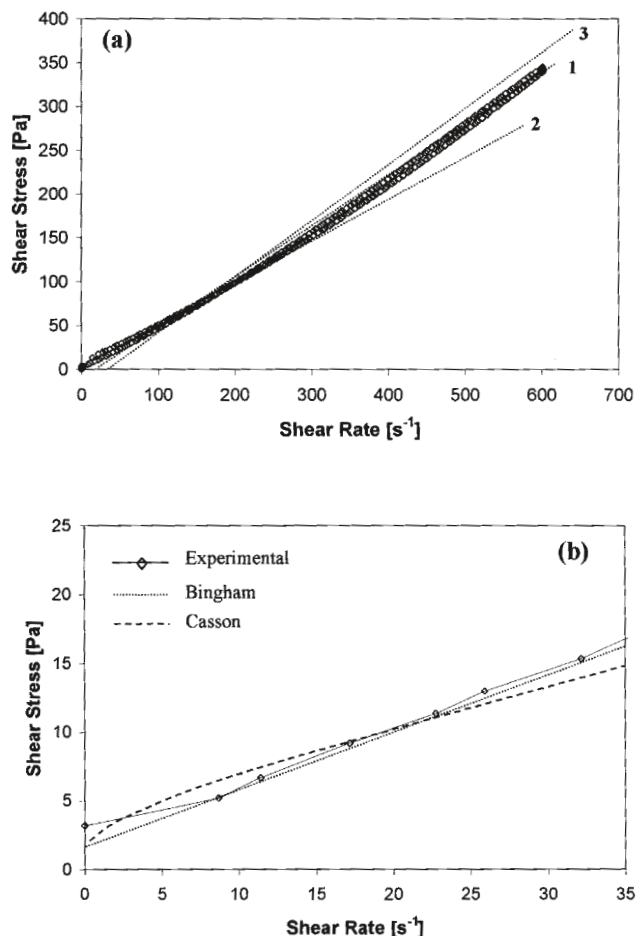 (a)
Shear Stress [Pa]
400
350
300
250
200
150
100
50
0
3
1
2
0 100 200 300 400 500 600 700
Shear Rate [s⁻¹]
(b)
Shear Stress [Pa]
25
20
15
10
5
0
Experimental
Bingham
Casson
0 5 10 15 20 25 30 35
Shear Rate [s⁻¹]